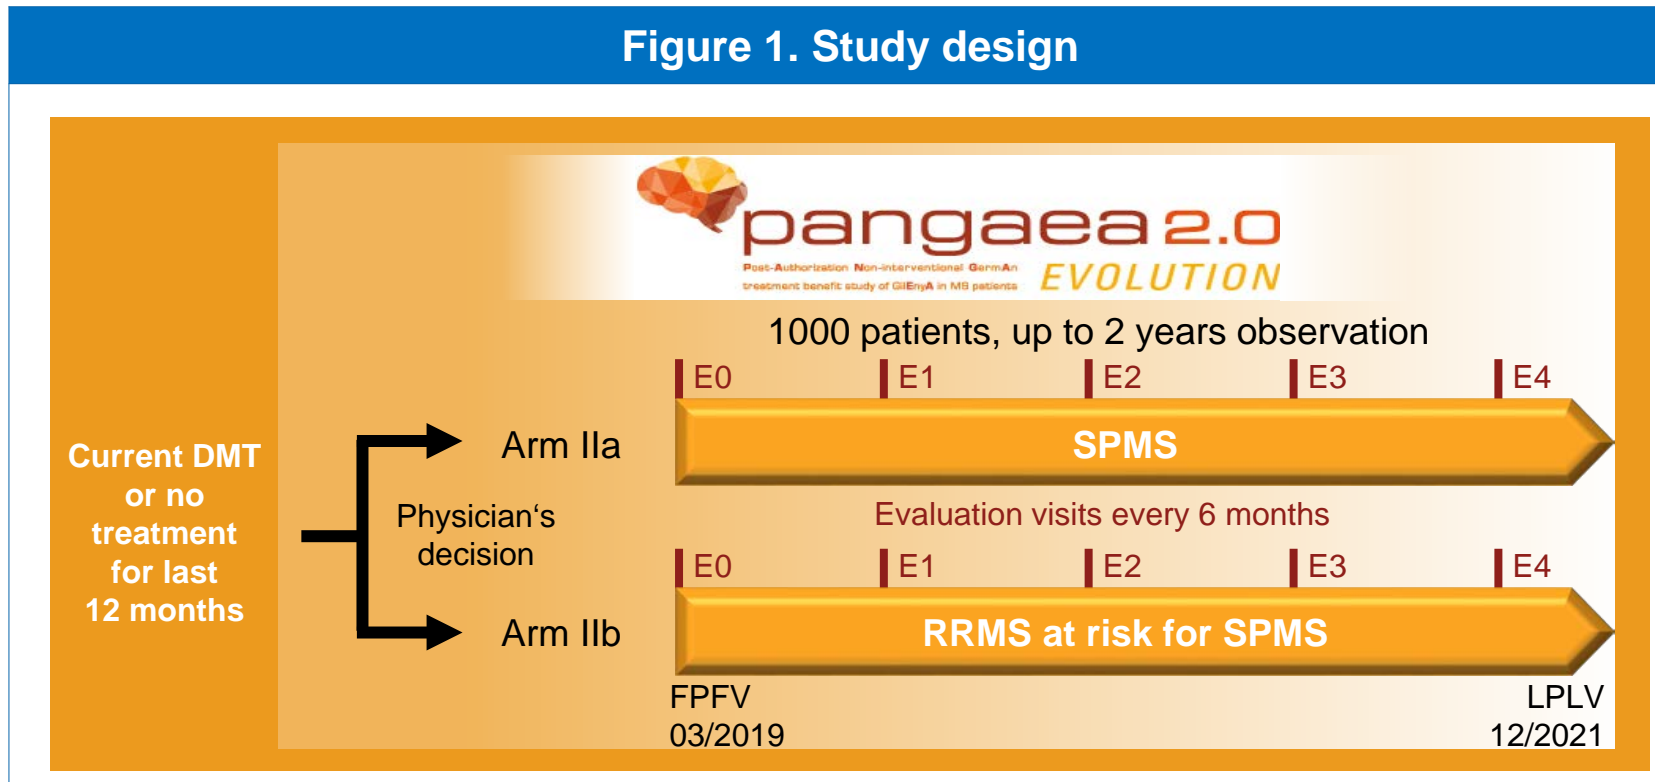 Figure 1. Study design
pangaea 2.0
Post-Authorization Non-interventional GermAn
treatment benefit study of GilEnyA in MS patients
EVOLUTION
1000 patients, up to 2 years observation
E0 E1 E2 E3 E4
Arm IIa
SPMS
Current DMT
or no
treatment
for last
12 months
Physician‘s
decision
Evaluation visits every 6 months
E0 E1 E2 E3 E4
Arm IIb
RRMS at risk for SPMS
FPFV
03/2019
LPLV
12/2021